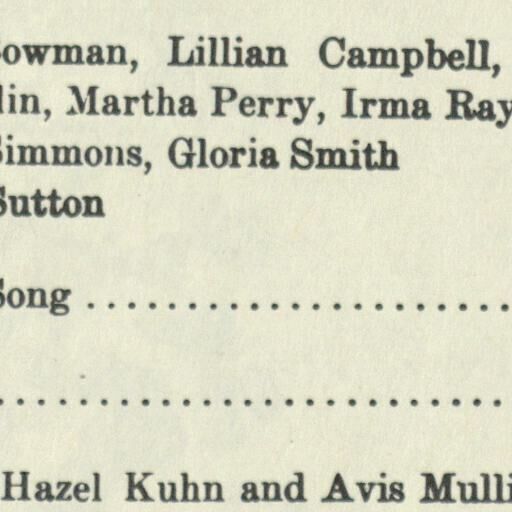 owman, Lillian Campbell,
lin, Martha Perry, Irma Ray
Simmons, Gloria Smith
Sutton
Song ......................
..........................
Hazel Kuhn and Avis Mulli